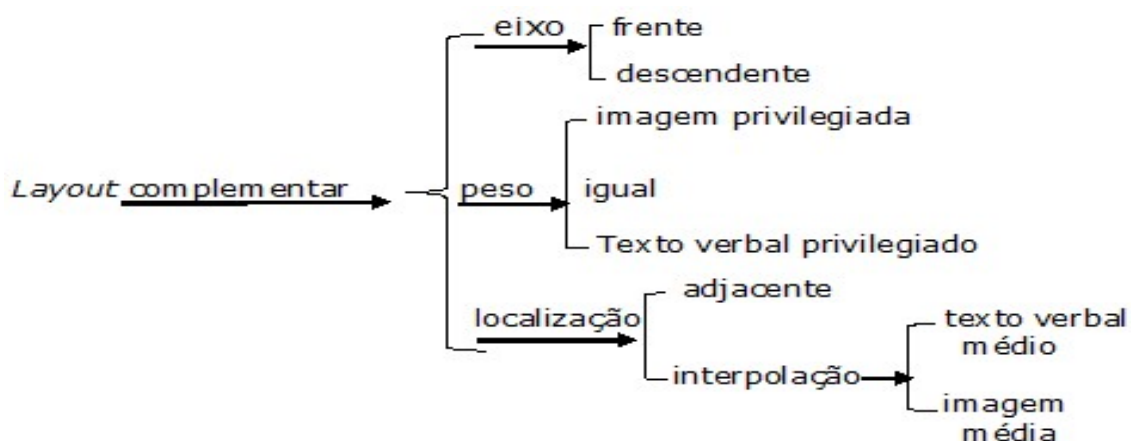 eixo
frente
descendente
imagem privilegiada
Layout complementar
peso
igual
Texto verbal privilegiado
adjacente
localização
texto verbal
médio
interpolação
imagem
média